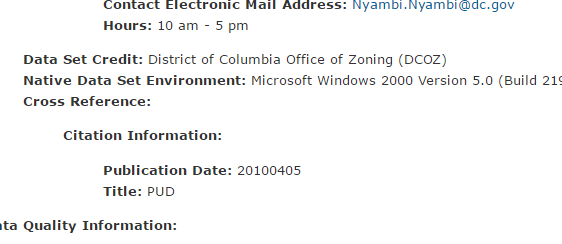 Contact Electronic Mail Address: Nyambi.Nyambi@dc.gov
Hours: 10 am - 5 pm
Data Set Credit: District of Columbia Office of Zoning (DCOZ)
Native Data Set Environment: Microsoft Windows 2000 Version 5.0 (Build 219
Cross Reference:
Citation Information:
Publication Date: 20100405
Title: PUD
ata Quality Information: